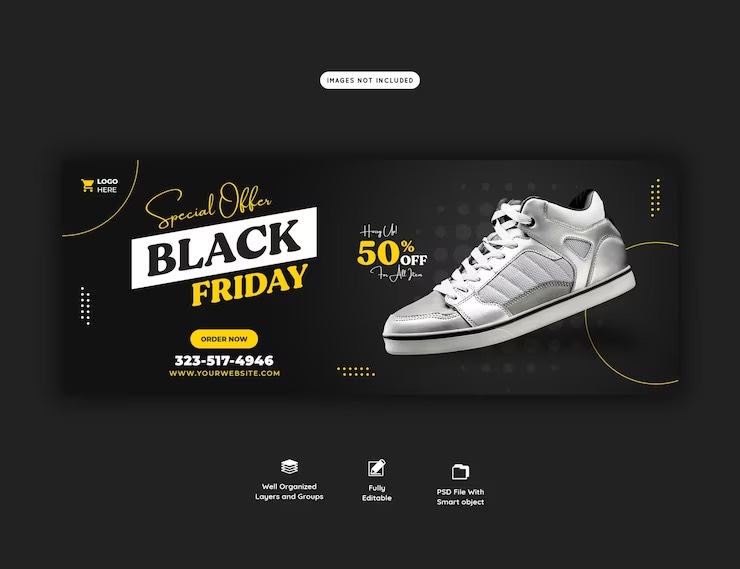 IMAGES NOT INCLUDED
LOGO
HERE
Special Offer
BLACK
FRIDAY
ORDER NOW
323-517-4946
WWW.YOURWEBSITE.COM
Hurry Up!
50% OFF
For All Item
Well Organized
Layers and Groups
Fully
Editable
PSD File With
Smart object